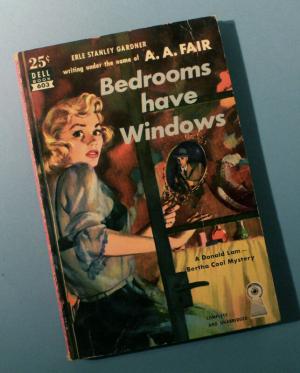 25¢
DELL
BOOK
603
ERLE STANLEY GARDNER
writing under the name of A. A. FAIR
Bedrooms
have
Windows
A Donald Lam—
Bertha Cool Mystery
COMPLETE
AND UNABRIDGED